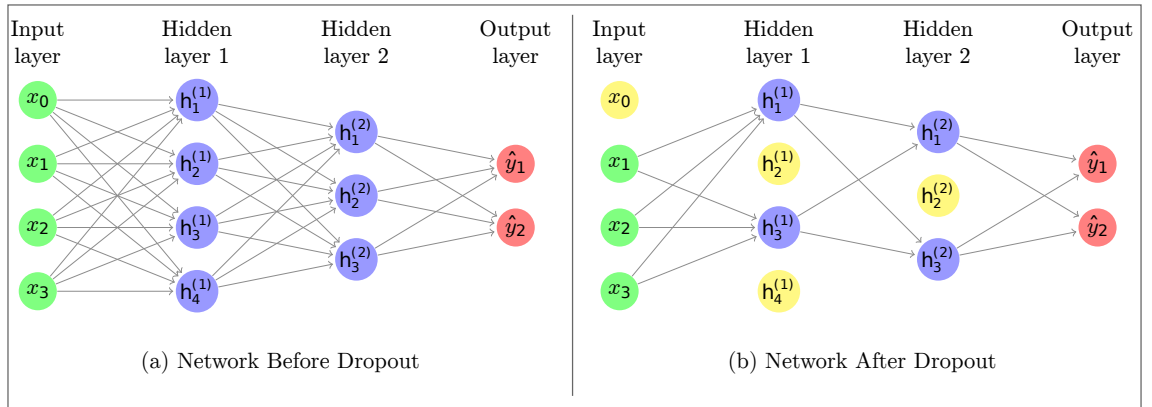 Input layer
Hidden layer 1
Hidden layer 2
Output layer
x₀
x₁
x₂
x₃
h₁⁽¹⁾
h₂⁽¹⁾
h₃⁽¹⁾
h₄⁽¹⁾
h₁⁽²⁾
h₂⁽²⁾
h₃⁽²⁾
ŷ₁
ŷ₂
(a) Network Before Dropout
Input layer
Hidden layer 1
Hidden layer 2
Output layer
x₀
x₁
x₂
x₃
h₁⁽¹⁾
h₂⁽¹⁾
h₃⁽¹⁾
h₄⁽¹⁾
h₁⁽²⁾
h₂⁽²⁾
h₃⁽²⁾
ŷ₁
ŷ₂
(b) Network After Dropout